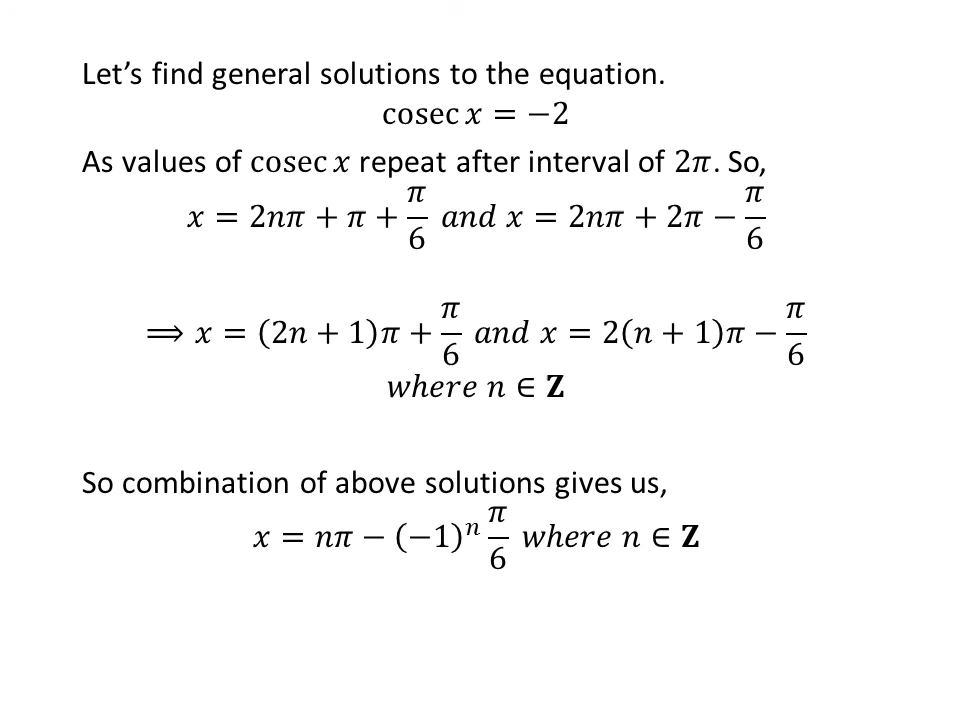 Let’s find general solutions to the equation.
cosec 𝑥 = −2
As values of cosec 𝑥 repeat after interval of 2𝜋. So,
𝑥 = 2𝑛𝜋 + 𝜋 + 𝜋/6 𝑎𝑛𝑑 𝑥 = 2𝑛𝜋 + 2𝜋 − 𝜋/6
⟹ 𝑥 = (2𝑛 + 1)𝜋 + 𝜋/6 𝑎𝑛𝑑 𝑥 = 2(𝑛 + 1)𝜋 − 𝜋/6
𝑤ℎ𝑒𝑟𝑒 𝑛 ∈ 𝐙
So combination of above solutions gives us,
𝑥 = 𝑛𝜋 − (−1)ⁿ 𝜋/6 𝑤ℎ𝑒𝑟𝑒 𝑛 ∈ 𝐙